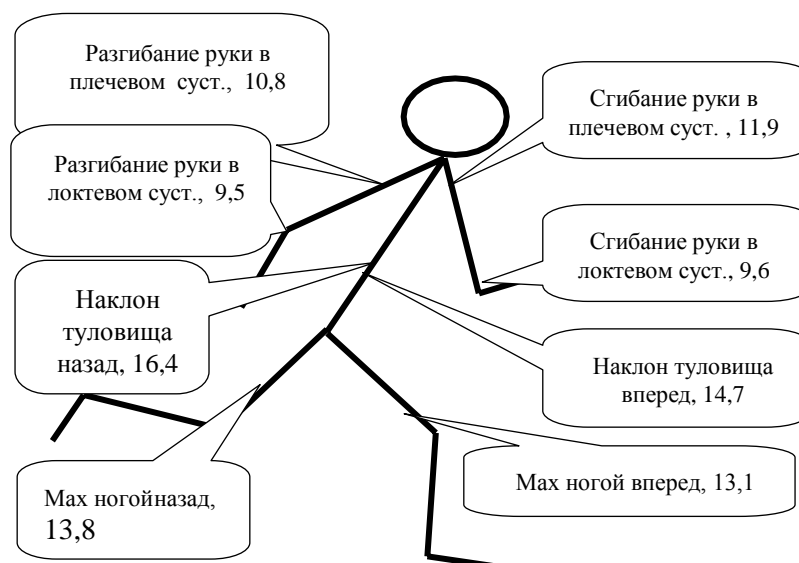 Разгибание руки в
плечевом суст., 10,8
Сгибание руки в
плечевом суст. , 11,9
Разгибание руки в
локтевом суст., 9,5
Сгибание руки в
локтевом суст., 9,6
Наклон
туловища
назад, 16,4
Наклон туловища
вперед, 14,7
Мах ногойназад,
13,8
Мах ногой вперед, 13,1